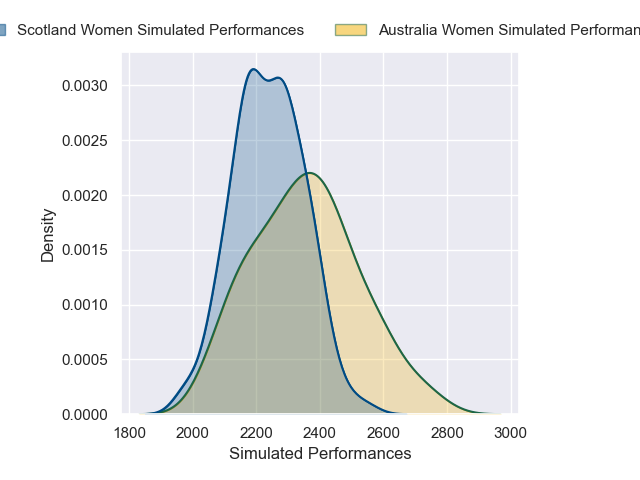 Scotland Women Simulated Performances
Australia Women Simulated Performan
0.0030
0.0025
0.0020
0.0015
0.0010
0.0005
0.0000
Density
1800 2000 2200 2400 2600 2800 3000
Simulated Performances